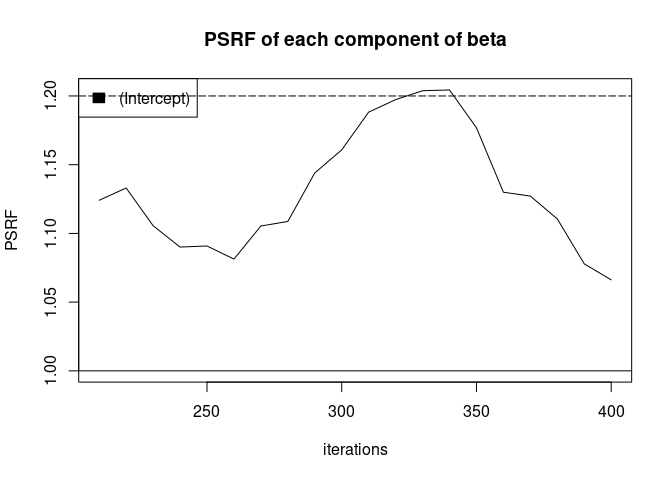 PSRF of each component of beta
(Intercept)
PSRF
1.20
1.15
1.10
1.05
1.00
250 300 350 400
iterations